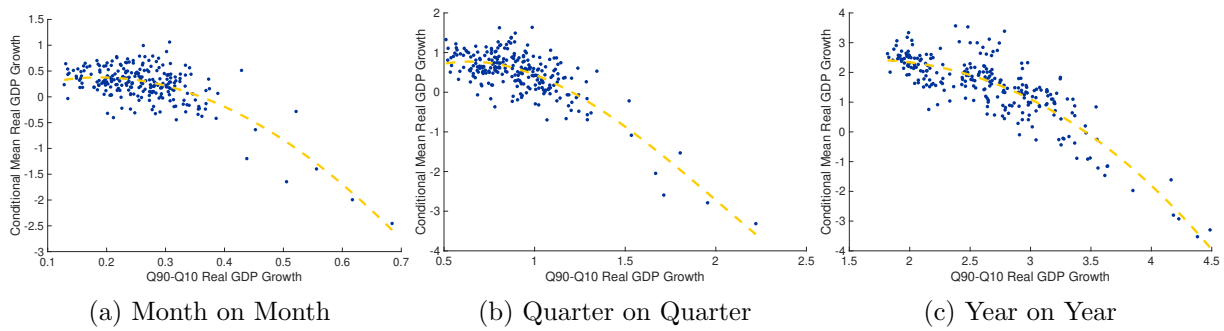 Conditional Mean Real GDP Growth
1.5
1
0.5
0
-0.5
-1
-1.5
-2
-2.5
-3
0.1 0.2 0.3 0.4 0.5 0.6 0.7
Q90-Q10 Real GDP Growth
(a) Month on Month
Conditional Mean Real GDP Growth
2
1
0
-1
-2
-3
-4
0.5 1 1.5 2 2.5
Q90-Q10 Real GDP Growth
(b) Quarter on Quarter
Conditional Mean Real GDP Growth
4
3
2
1
0
-1
-2
-3
-4
1.5 2 2.5 3 3.5 4 4.5
Q90-Q10 Real GDP Growth
(c) Year on Year